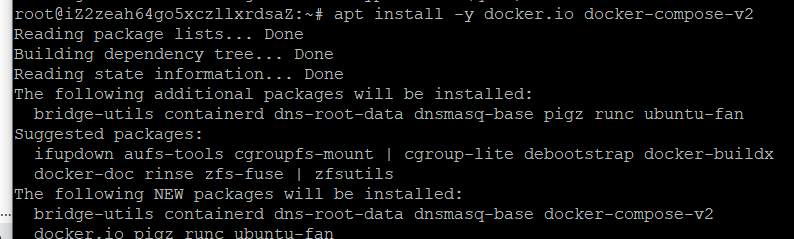 root@iZ2zeah64go5xczllxrdsaZ:~# apt install -y docker.io docker-compose-v2
Reading package lists... Done
Building dependency tree... Done
Reading state information... Done
The following additional packages will be installed:
  bridge-utils containerd dns-root-data dnsmasq-base pigz runc ubuntu-fan
Suggested packages:
  ifupdown aufs-tools cgroupfs-mount | cgroup-lite debootstrap docker-buildx
  docker-doc rinse zfs-fuse | zfsutils
The following NEW packages will be installed:
  bridge-utils containerd dns-root-data dnsmasq-base docker-compose-v2
  docker.io pigz runc ubuntu-fan